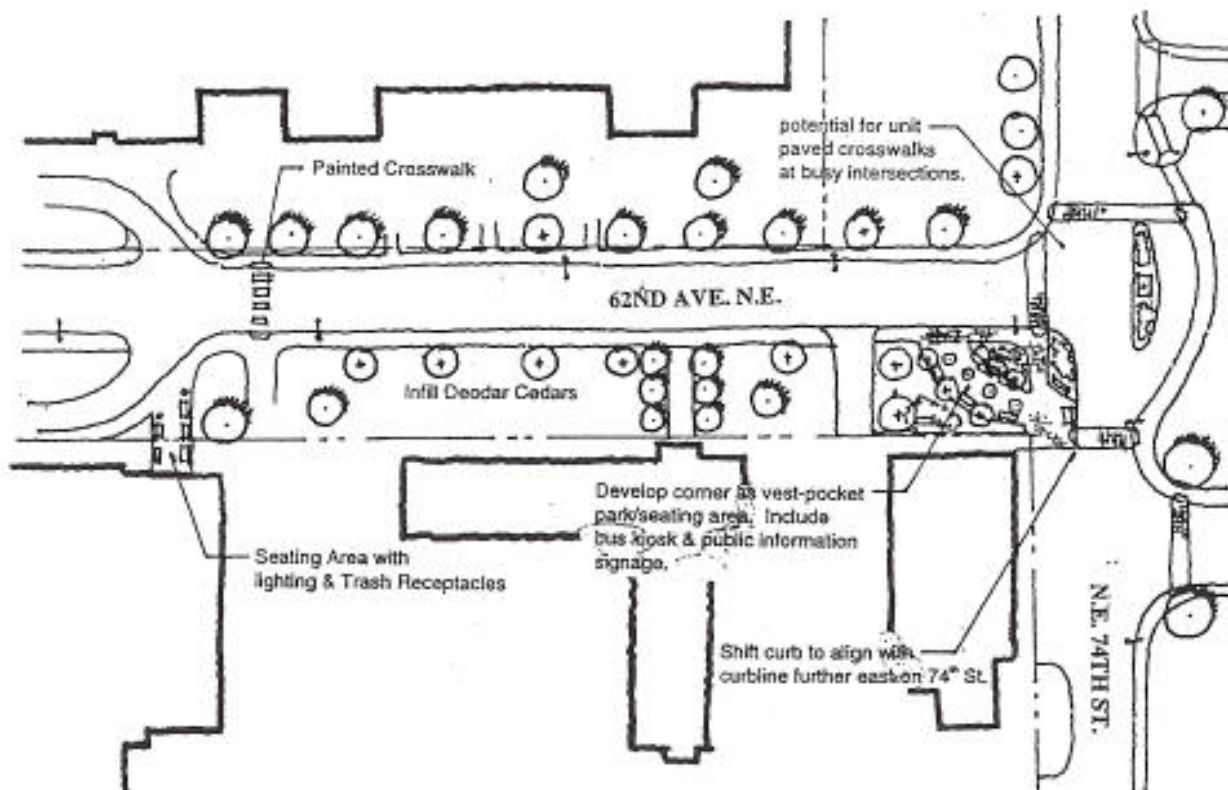 Painted Crosswalk
potential for unit
paved crosswalks
at busy intersections.
62ND AVE. N.E.
Infill Deodar Cedars
Develop corner as vest-pocket
park/seating area. Include
bus kiosk & public information
signage.
Seating Area with
lighting & Trash Receptacles
Shift curb to align with
curbline further east on 74th St.
N.E. 74TH ST.